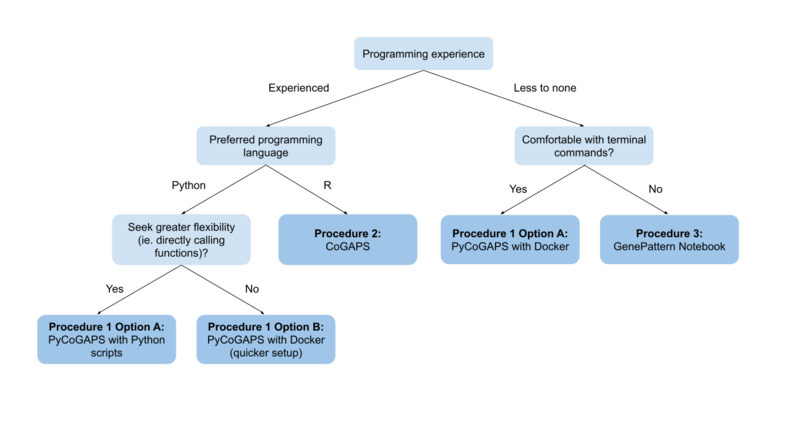 Programming experience
Experienced
Less to none
Preferred programming
language
Comfortable with terminal
commands?
Python
R
Yes
No
Seek greater flexibility
(ie. directly calling
functions)?
Procedure 2:
CoGAPS
Procedure 1 Option A:
PyCoGAPS with Docker
Procedure 3:
GenePattern Notebook
Yes
No
Procedure 1 Option A:
PyCoGAPS with Python
scripts
Procedure 1 Option B:
PyCoGAPS with Docker
(quicker setup)